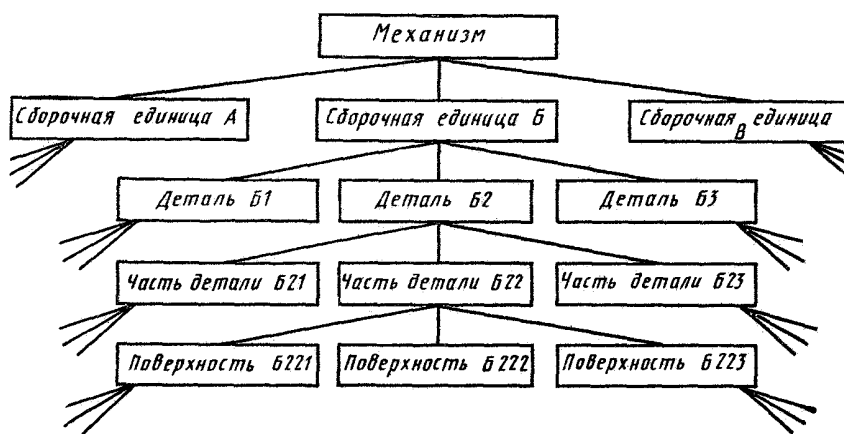 Механизм
Сборочная единица А
Сборочная единица Б
Сборочная единица
В
Деталь Б1
Деталь Б2
Деталь Б3
Часть детали Б21
Часть детали Б22
Часть детали Б23
Поверхность Б221
Поверхность Б222
Поверхность Б223